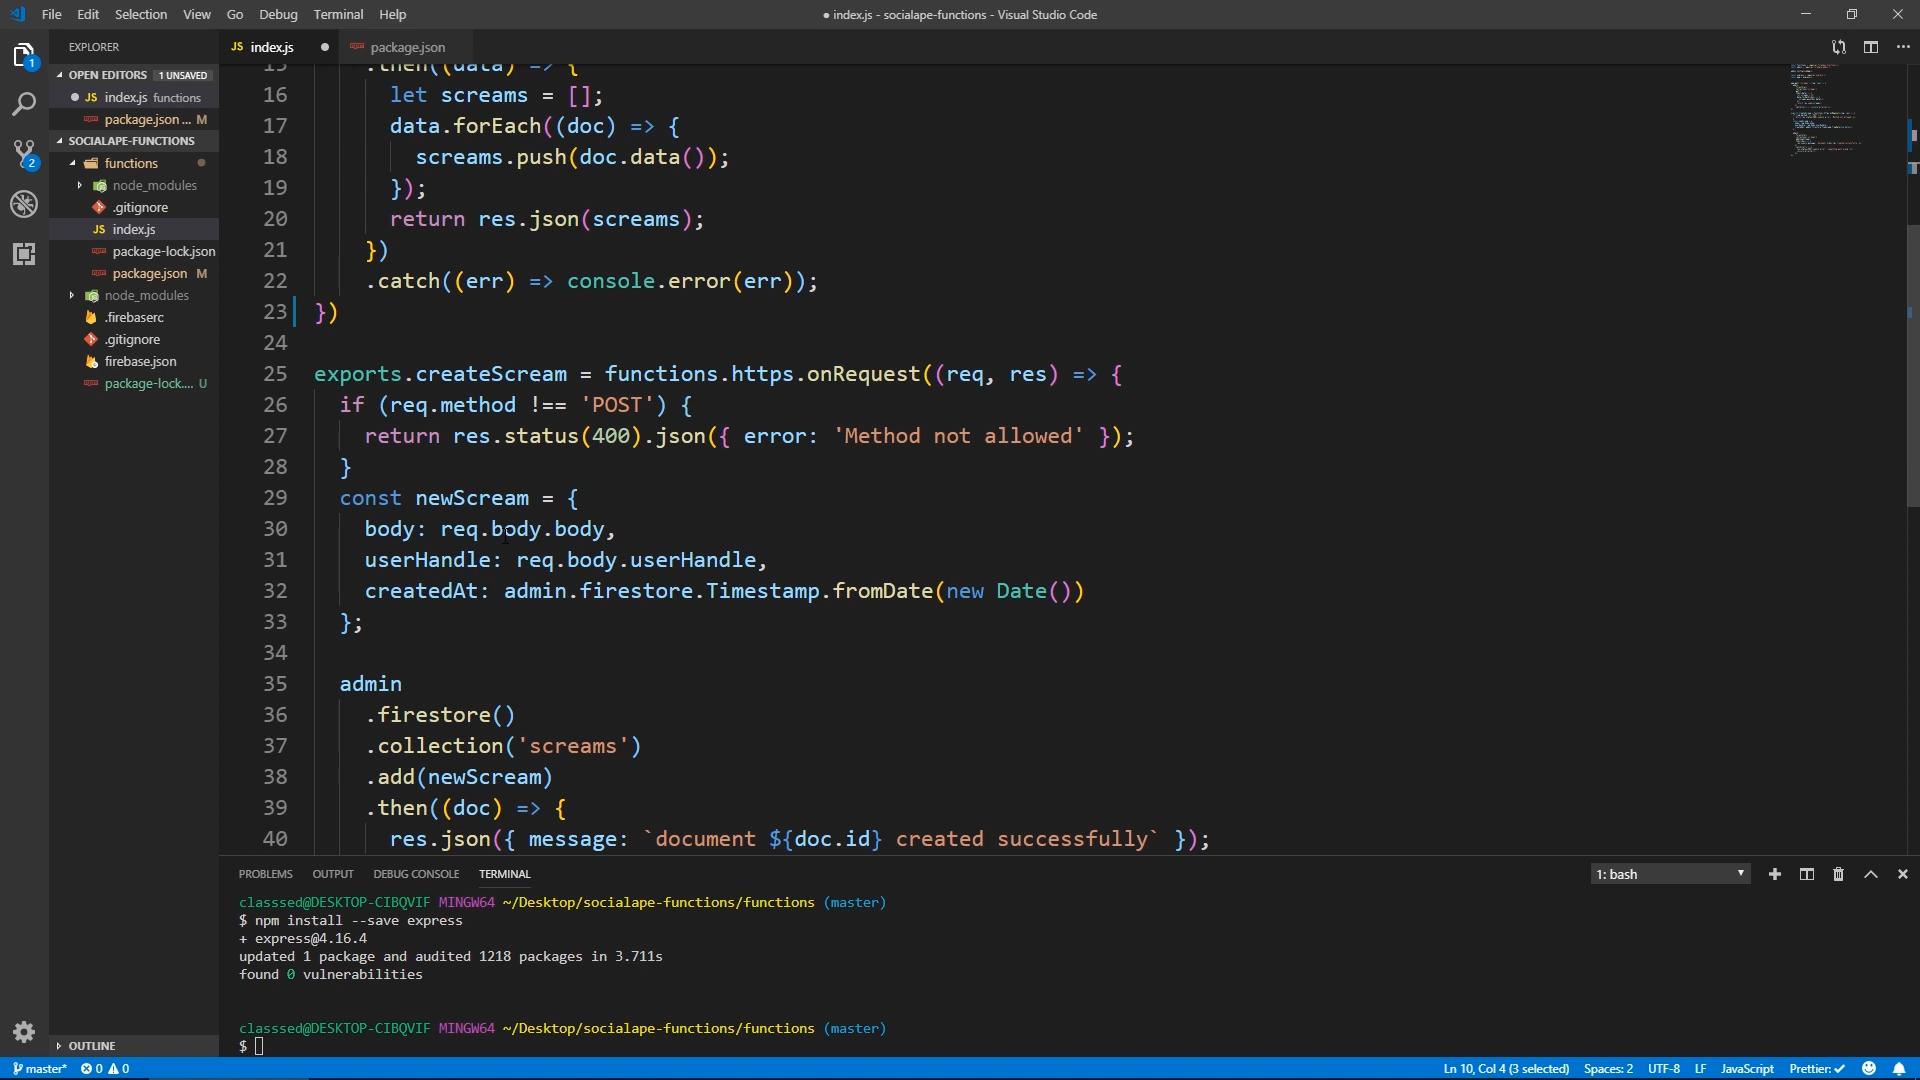 File Edit Selection View Go Debug Terminal Help
● index.js - socialape-functions - Visual Studio Code
EXPLORER
JS index.js ●
package.json
OPEN EDITORS 1 UNSAVED
● JS index.js functions
package.json ... M
SOCIALAPE-FUNCTIONS
functions
node_modules
.gitignore
JS index.js
package-lock.json
package.json M
node_modules
.firebaserc
.gitignore
firebase.json
package-lock.... U
OUTLINE
1
2
15 .then((data) => {
16 let screams = [];
17 data.forEach((doc) => {
18 screams.push(doc.data());
19 });
20 return res.json(screams);
21 })
22 .catch((err) => console.error(err));
23 })
24
25 exports.createScream = functions.https.onRequest((req, res) => {
26 if (req.method !== 'POST') {
27 return res.status(400).json({ error: 'Method not allowed' });
28 }
29 const newScream = {
30 body: req.body.body,
31 userHandle: req.body.userHandle,
32 createdAt: admin.firestore.Timestamp.fromDate(new Date())
33 };
34
35 admin
36 .firestore()
37 .collection('screams')
38 .add(newScream)
39 .then((doc) => {
40 res.json({ message: `document ${doc.id} created successfully` });
PROBLEMS OUTPUT DEBUG CONSOLE TERMINAL
1: bash
classsed@DESKTOP-CIBQVIF MINGW64 ~/Desktop/socialape-functions/functions (master)
$ npm install --save express
+ express@4.16.4
updated 1 package and audited 1218 packages in 3.711s
found 0 vulnerabilities
classsed@DESKTOP-CIBQVIF MINGW64 ~/Desktop/socialape-functions/functions (master)
$
master* 0 0
Ln 10, Col 4 (3 selected) Spaces: 2 UTF-8 LF JavaScript Prettier: ✓